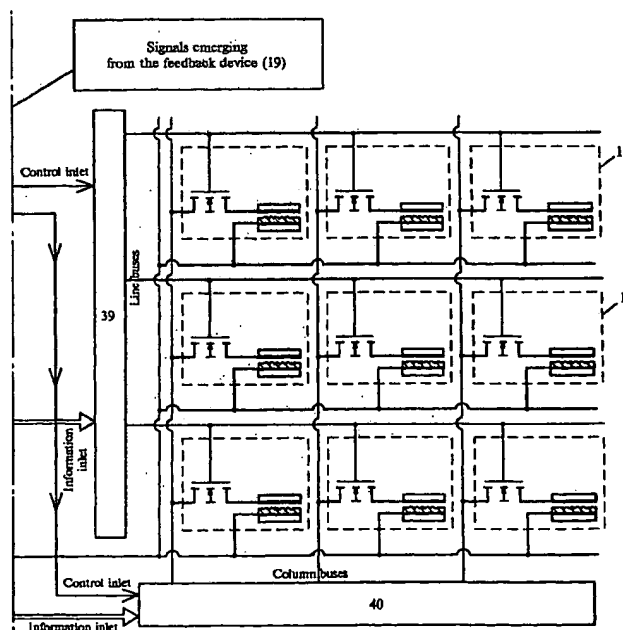 Signals emerging
from the feedback device (19)
Control inlet
1
Line buses
39
1
Information
inlet
Column buses
Control inlet
40
Information inlet